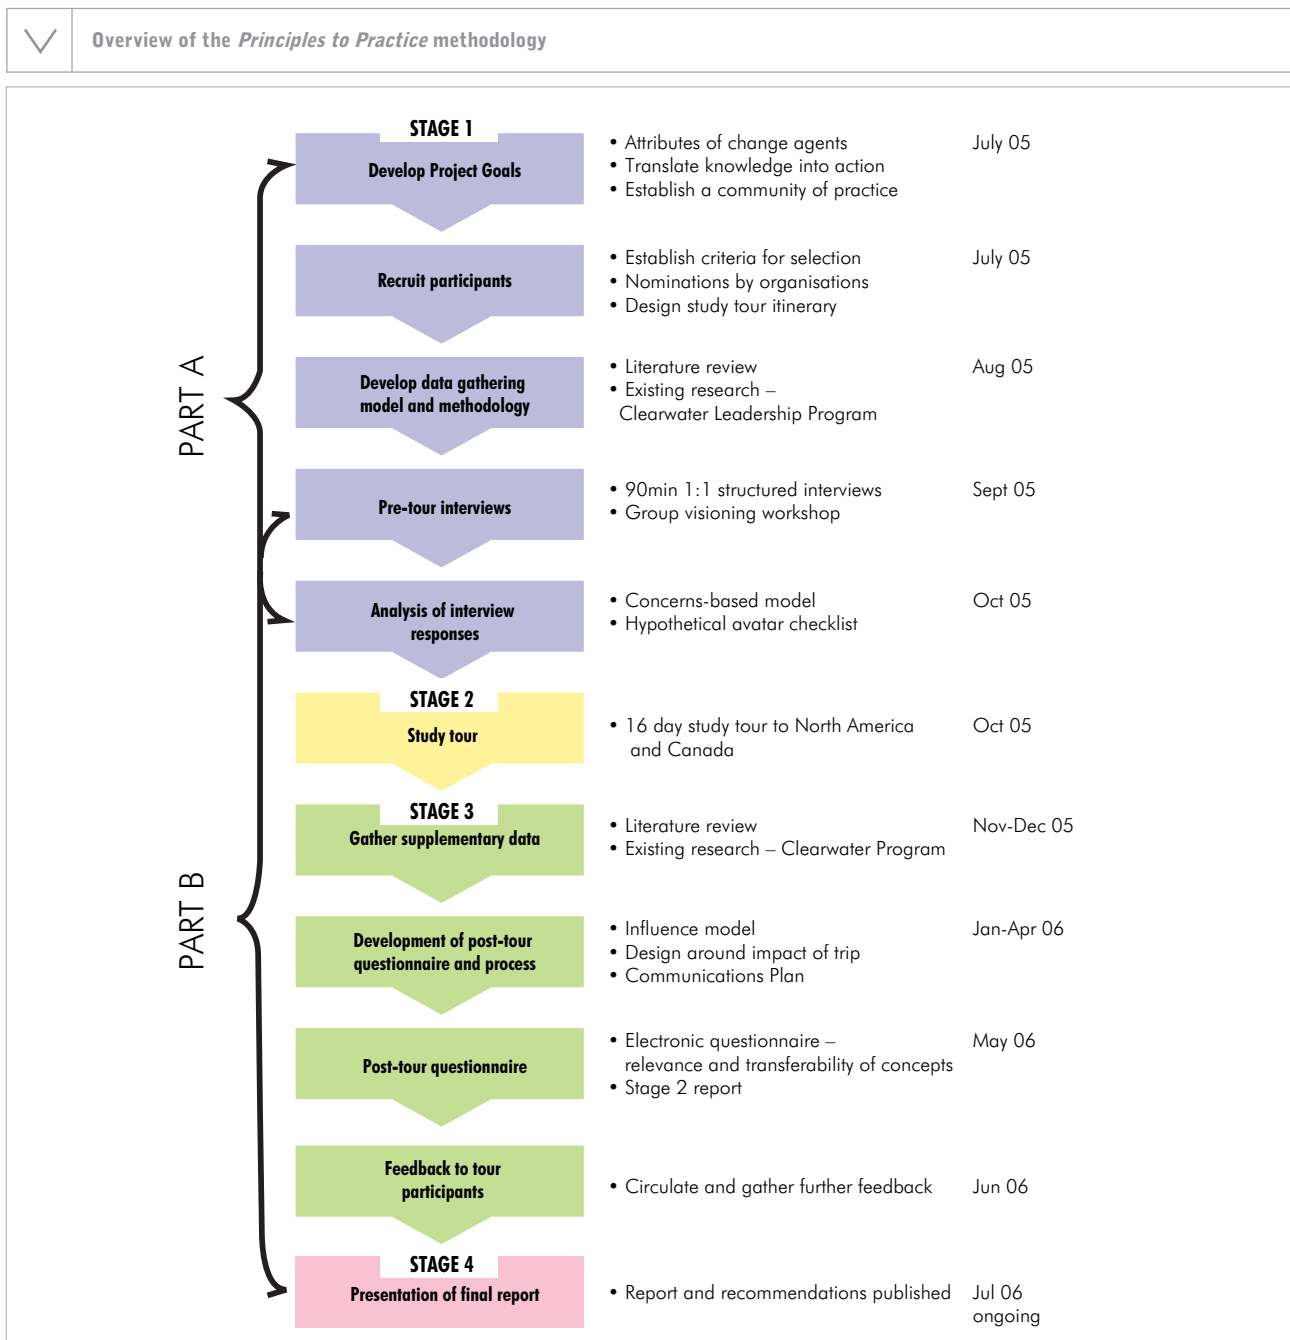 Overview of the Principles to Practice methodology
PART A
PART B
STAGE 1
Develop Project Goals
• Attributes of change agents
• Translate knowledge into action
• Establish a community of practice
July 05
Recruit participants
• Establish criteria for selection
• Nominations by organisations
• Design study tour itinerary
July 05
Develop data gathering
model and methodology
• Literature review
• Existing research –
Clearwater Leadership Program
Aug 05
Pre-tour interviews
• 90min 1:1 structured interviews
• Group visioning workshop
Sept 05
Analysis of interview
responses
• Concerns-based model
• Hypothetical avatar checklist
Oct 05
STAGE 2
Study tour
• 16 day study tour to North America
and Canada
Oct 05
STAGE 3
Gather supplementary data
• Literature review
• Existing research – Clearwater Program
Nov-Dec 05
Development of post-tour
questionnaire and process
• Influence model
• Design around impact of trip
• Communications Plan
Jan-Apr 06
Post-tour questionnaire
• Electronic questionnaire –
relevance and transferability of concepts
• Stage 2 report
May 06
Feedback to tour
participants
• Circulate and gather further feedback
Jun 06
STAGE 4
Presentation of final report
• Report and recommendations published
Jul 06
ongoing